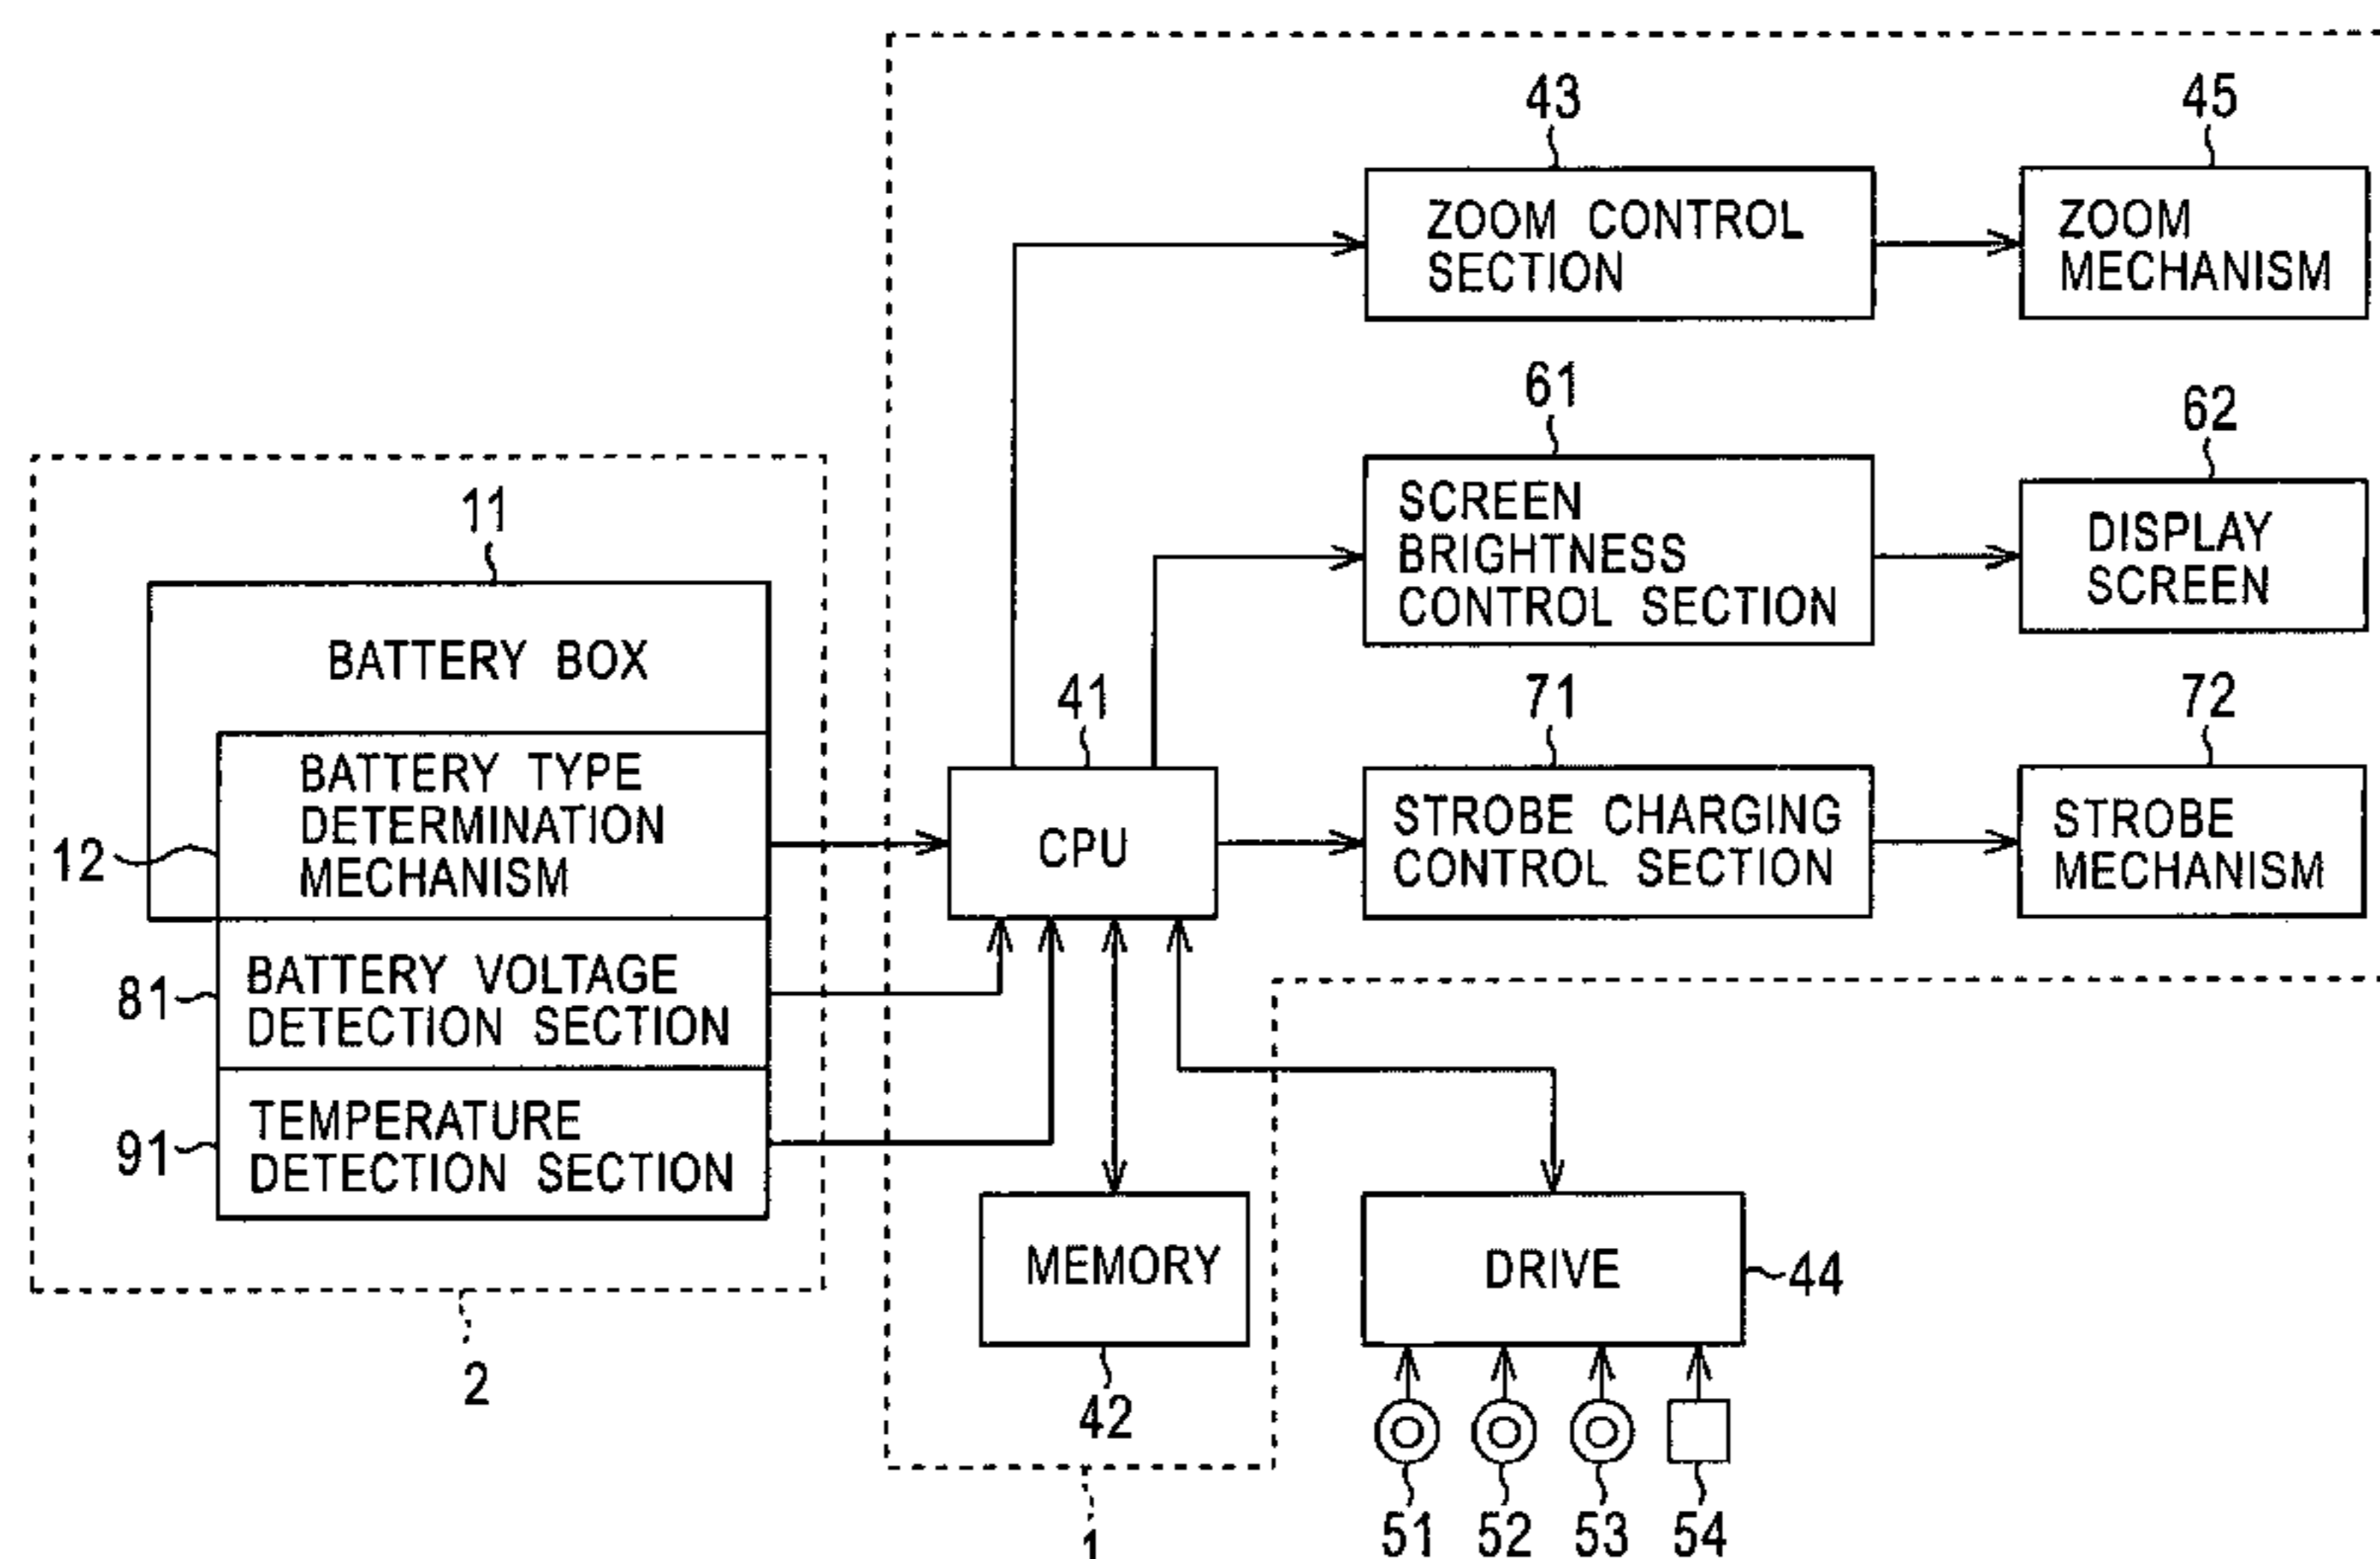 43
45
ZOOM CONTROL
SECTION
ZOOM
MECHANISM
61
62
SCREEN
BRIGHTNESS
CONTROL SECTION
DISPLAY
SCREEN
11
BATTERY BOX
41
71
72
12
BATTERY TYPE
DETERMINATION
MECHANISM
CPU
STROBE CHARGING
CONTROL SECTION
STROBE
MECHANISM
81
BATTERY VOLTAGE
DETECTION SECTION
91
TEMPERATURE
DETECTION SECTION
MEMORY
DRIVE
44
2
42
1
51 52 53 54